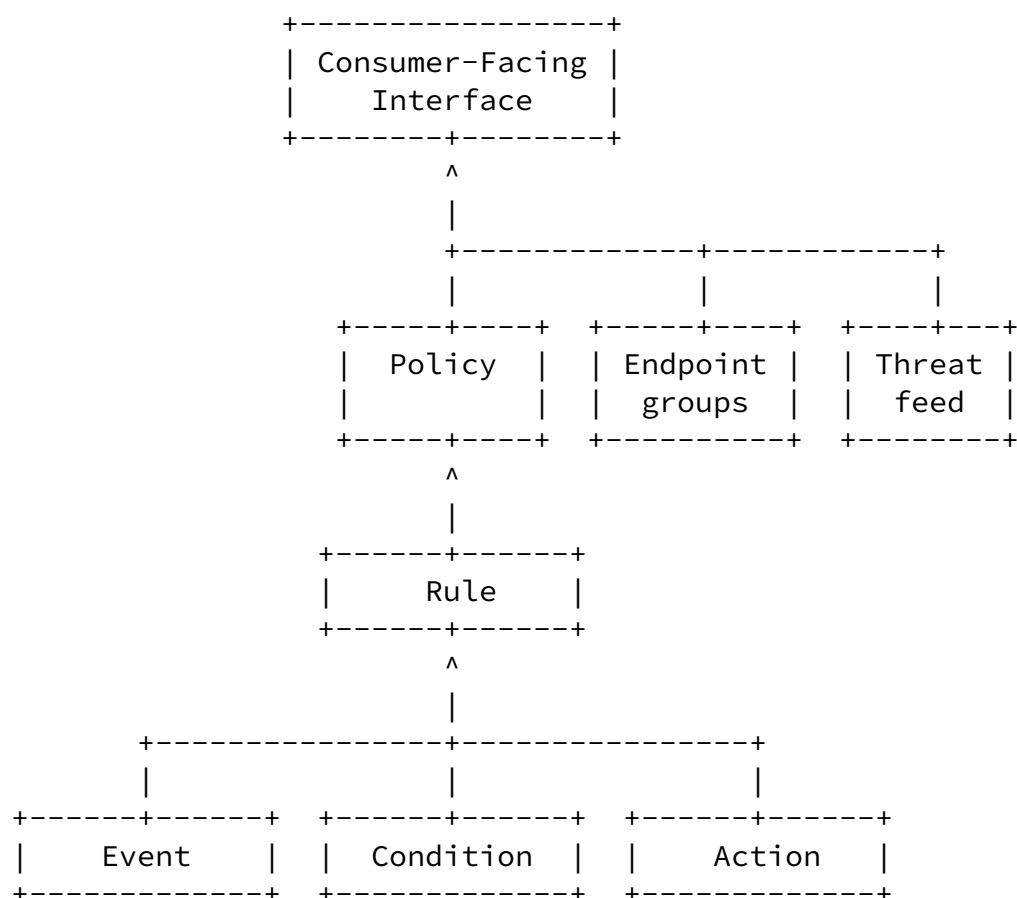 Consumer-Facing
Interface
Policy
Endpoint
groups
Threat
feed
Rule
Event
Condition
Action